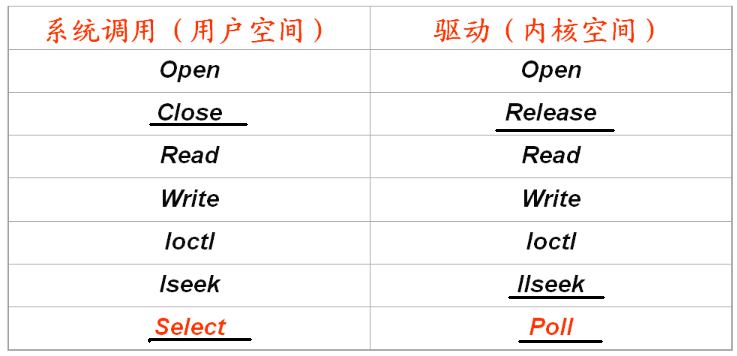 系统调用（用户空间） 驱动（内核空间）
Open Open
Close Release
Read Read
Write Write
Ioctl Ioctl
lseek llseek
Select Poll